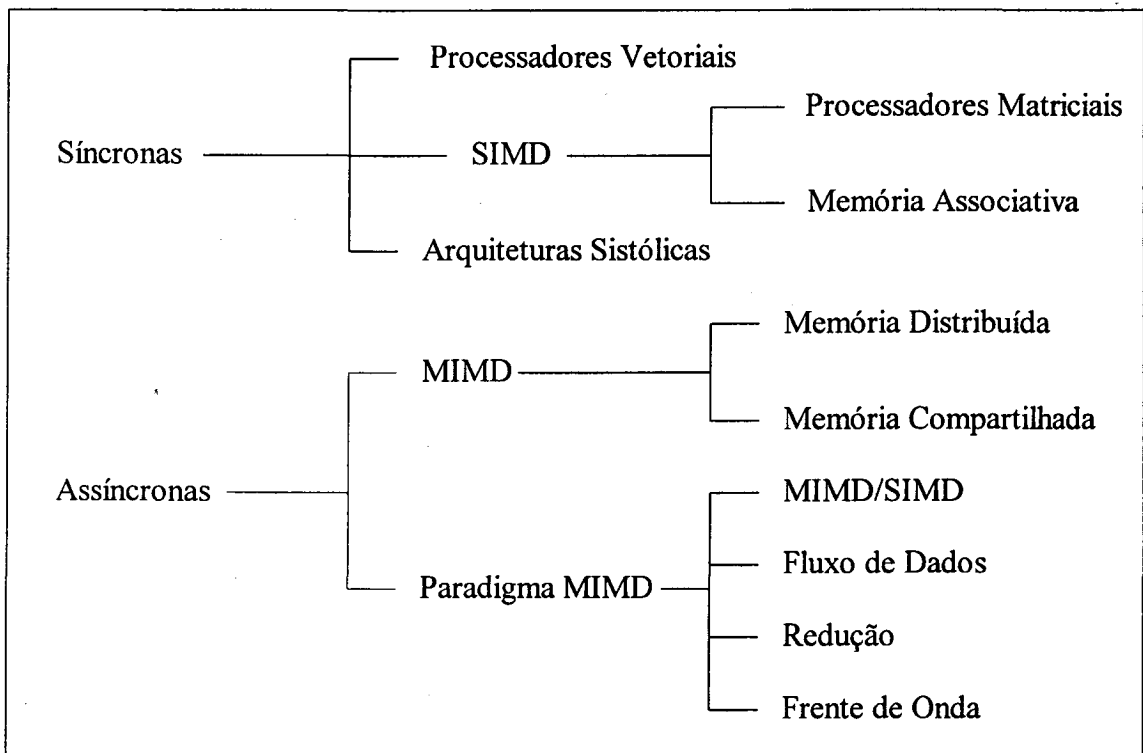 Processadores Vetoriais
Processadores Matriciais
Síncronas
SIMD
Memória Associativa
Arquiteturas Sistólicas
Memória Distribuída
MIMD
Memória Compartilhada
Assíncronas
MIMD/SIMD
Fluxo de Dados
Paradigma MIMD
Redução
Frente de Onda